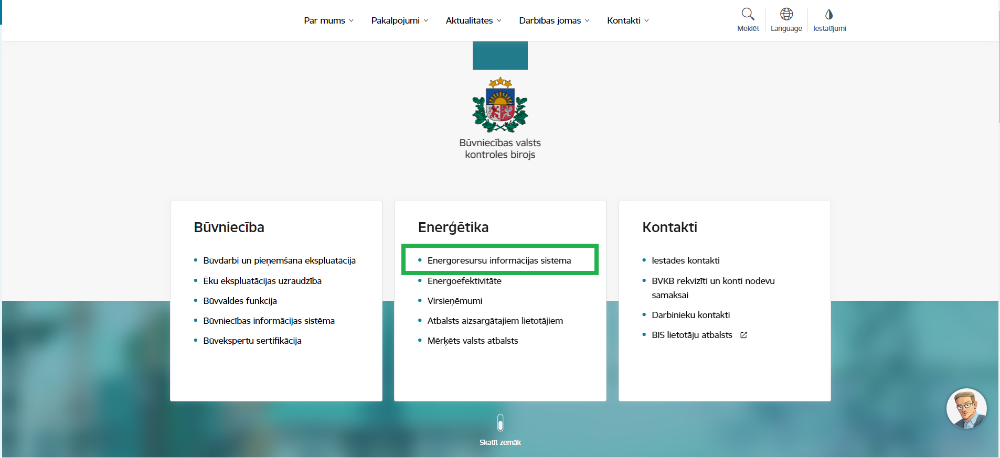 Par mums
Pakalpojumi
Aktualitātes
Darbības jomas
Kontakti
Meklēt
Language
Iestatījumi
Būvniecības valsts
kontroles birojs
Būvniecība
Būvdarbi un pieņemšana ekspluatācijā
Ēku ekspluatācijas uzraudzība
Būvvaldes funkcija
Būvniecības informācijas sistēma
Būvekspertu sertifikācija
Enerģētika
Energoresursu informācijas sistēma
Energoefektivitāte
Virsieņēmumi
Atbalsts aizsargātajiem lietotājiem
Mērķēts valsts atbalsts
Kontakti
Iestādes kontakti
BVKB rekvizīti un konti nodevu
samaksai
Darbinieku kontakti
BIS lietotāju atbalsts
Skatīt zemāk